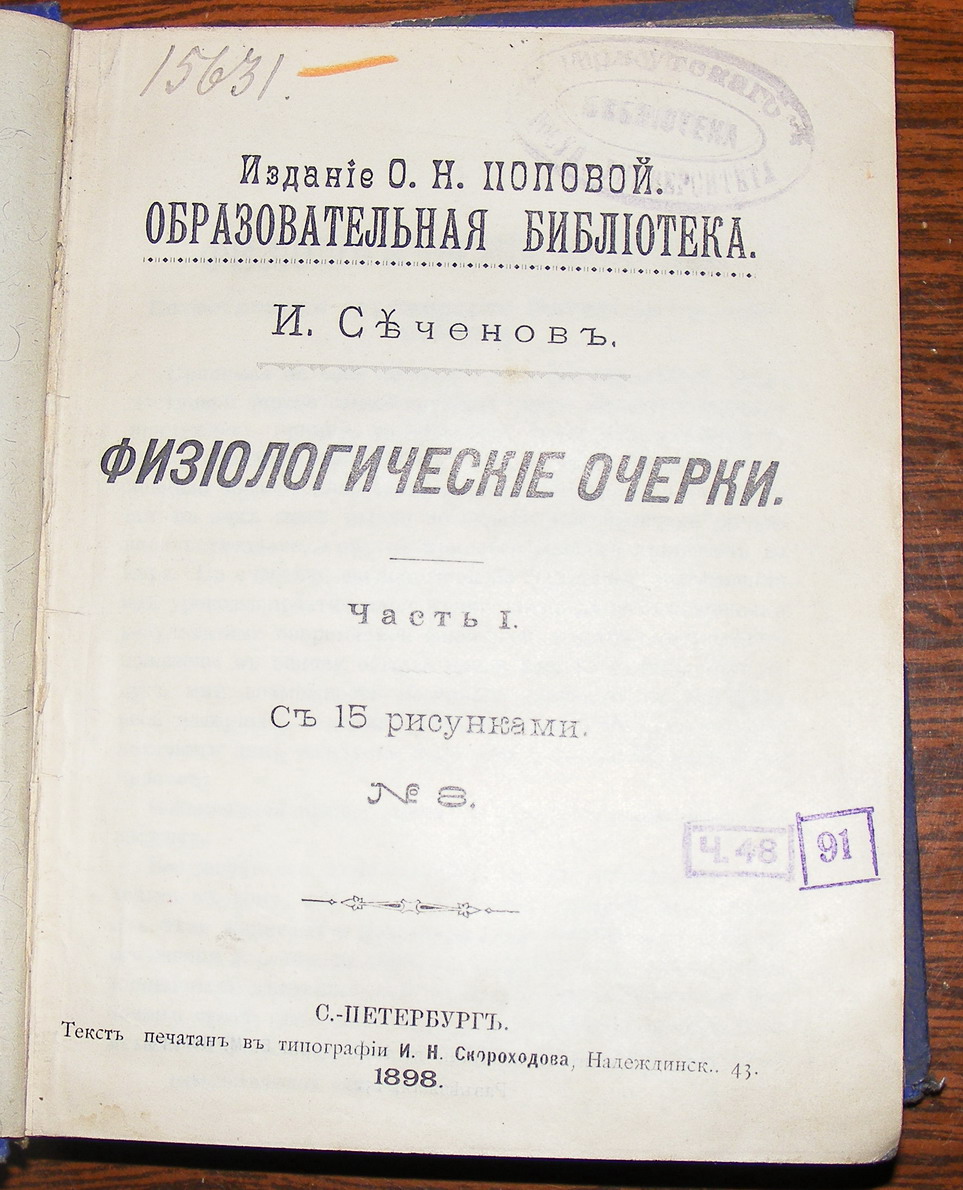 15631.
БИБЛІОТЕКА
Изданіе О. Н. ПОПОВОЙ.
ОБРАЗОВАТЕЛЬНАЯ БИБЛІОТЕКА.
И. Сѣченовъ.
ФИЗІОЛОГИЧЕСКІЕ ОЧЕРКИ.
Часть I.
Съ 15 рисунками.
№ 8.
Ч. 48
91
С.-ПЕТЕРБУРГЪ.
Текстъ печатанъ въ типографіи И. Н. Скороходова, Надеждинск.. 43.
1898.